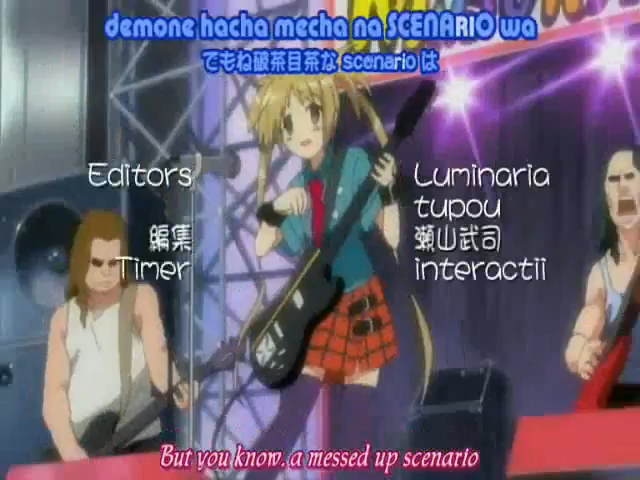 demone hacha mecha na SCENARIO wa
でもね破茶目茶な scenario は
Editors Luminaria
tupou
編集 瀬山武司
Timer interactii
But you know, a messed up scenario